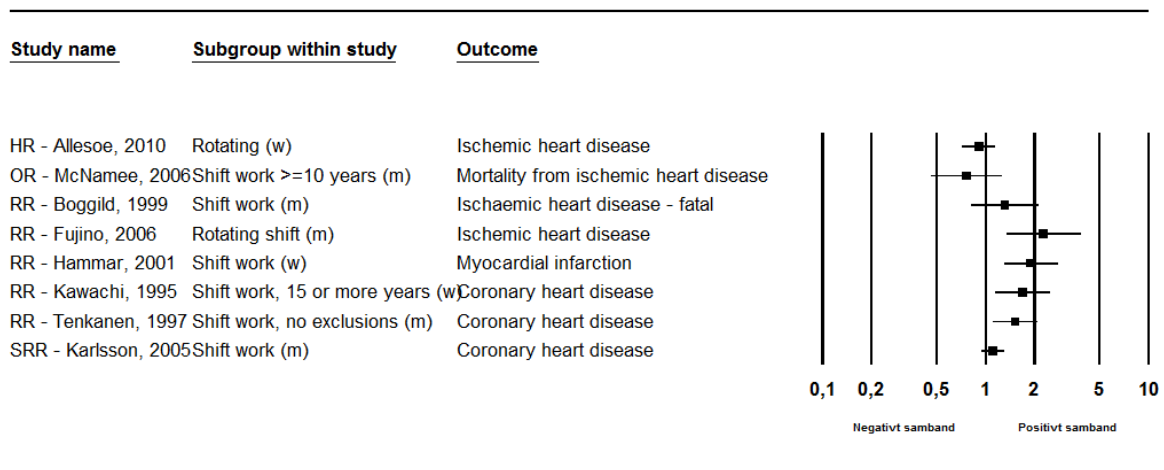 Study name Subgroup within study Outcome
HR - Allesoe, 2010 Rotating (w) Ischemic heart disease
OR - McNamee, 2006 Shift work >=10 years (m) Mortality from ischemic heart disease
RR - Boggild, 1999 Shift work (m) Ischaemic heart disease - fatal
RR - Fujino, 2006 Rotating shift (m) Ischemic heart disease
RR - Hammar, 2001 Shift work (w) Myocardial infarction
RR - Kawachi, 1995 Shift work, 15 or more years (w) Coronary heart disease
RR - Tenkanen, 1997 Shift work, no exclusions (m) Coronary heart disease
SRR - Karlsson, 2005 Shift work (m) Coronary heart disease
0,1 0,2 0,5 1 2 5 10
Negativt samband Positivt samband